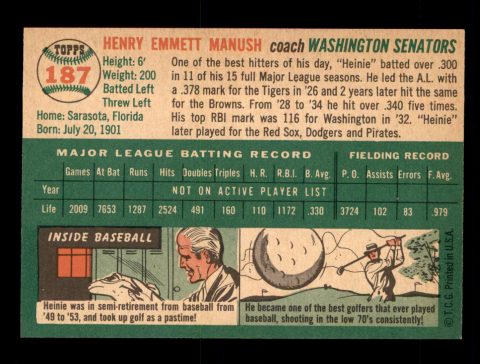 TOPPS
187
HENRY EMMETT MANUSH coach WASHINGTON SENATORS
Height: 6'
Weight: 200
Batted Left
Threw Left
Home: Sarasota, Florida
Born: July 20, 1901
One of the best hitters of his day, "Heinie" batted over .300
in 11 of his 15 full Major League seasons. He led the A.L. with
a .378 mark for the Tigers in '26 and 2 years later hit the same
for the Browns. From '28 to '34 he hit over .340 five times.
His top RBI mark was 116 for Washington in '32. "Heinie"
later played for the Red Sox, Dodgers and Pirates.
MAJOR LEAGUE BATTING RECORD FIELDING RECORD
Games At Bat Runs Hits Doubles Triples H.R. R.B.I. B. Avg. P.O. Assists Errors F. Avg.
Year NOT ON ACTIVE PLAYER LIST
Life 2009 7653 1287 2524 491 160 110 1172 .330 3724 102 83 .979
INSIDE BASEBALL
Heinie was in semi-retirement from baseball from
'49 to '53, and took up golf as a pastime!
He became one of the best golfers that ever played
baseball, shooting in the low 70's consistently!
© T.C.G. Printed in U.S.A.